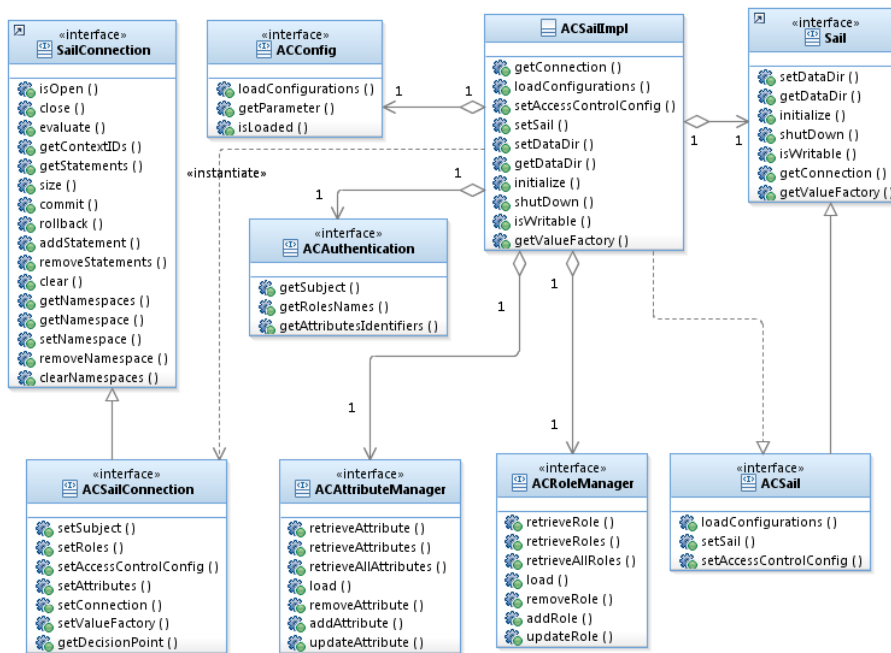 «interface»
SailConnection
isOpen ()
close ()
evaluate ()
getContextIDs ()
getStatements ()
size ()
commit ()
rollback ()
addStatement ()
removeStatements ()
clear ()
getNamespaces ()
getNamespace ()
setNamespace ()
removeNamespace ()
clearNamespaces ()
«interface»
ACConfig
loadConfigurations ()
getParameter ()
isLoaded ()
1
1
ACSailImpl
getConnection ()
loadConfigurations ()
setAccessControlConfig ()
setSail ()
setDataDir ()
getDataDir ()
initialize ()
shutDown ()
isWritable ()
getValueFactory ()
1
1
«interface»
Sail
setDataDir ()
getDataDir ()
initialize ()
shutDown ()
isWritable ()
getConnection ()
getValueFactory ()
«instantiate»
1
1
«interface»
ACAuthentication
getSubject ()
getRolesNames ()
getAttributesIdentifiers ()
1
1
1
1
«interface»
ACSailConnection
setSubject ()
setRoles ()
setAccessControlConfig ()
setAttributes ()
setConnection ()
setValueFactory ()
getDecisionPoint ()
«interface»
ACAttributeManager
retrieveAttribute ()
retrieveAttributes ()
retrieveAllAttributes ()
load ()
removeAttribute ()
addAttribute ()
updateAttribute ()
«interface»
ACRoleManager
retrieveRole ()
retrieveRoles ()
retrieveAllRoles ()
load ()
removeRole ()
addRole ()
updateRole ()
«interface»
ACSail
loadConfigurations ()
setSail ()
setAccessControlConfig ()